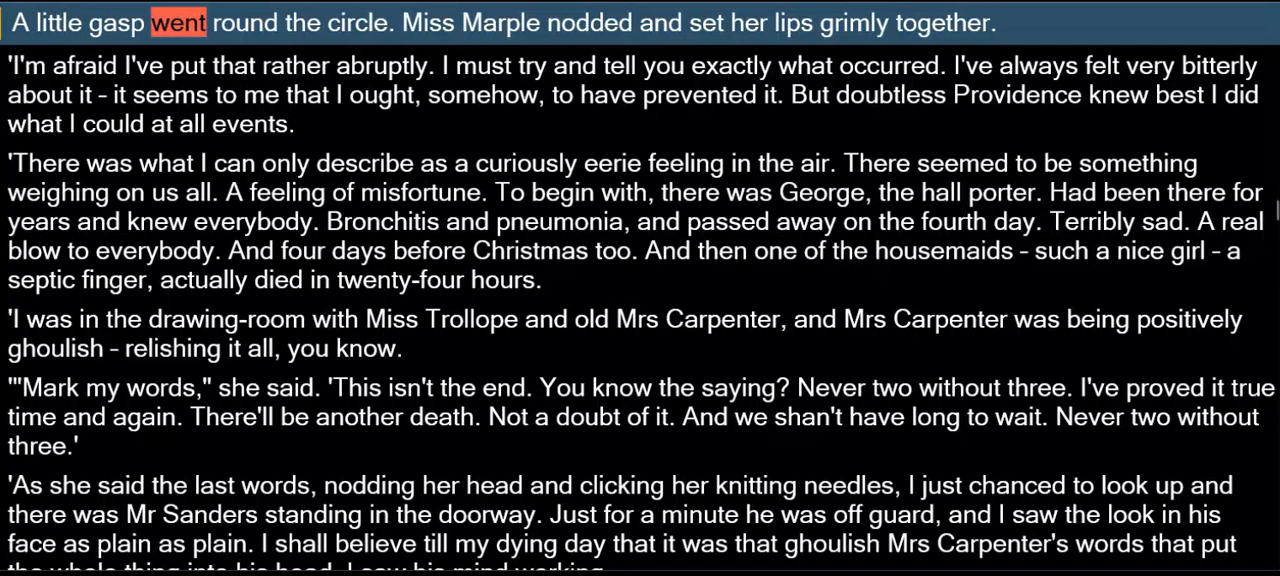 A little gasp went round the circle. Miss Marple nodded and set her lips grimly together.
'I'm afraid I've put that rather abruptly. I must try and tell you exactly what occurred. I've always felt very bitterly
about it - it seems to me that I ought, somehow, to have prevented it. But doubtless Providence knew best I did
what I could at all events.
'There was what I can only describe as a curiously eerie feeling in the air. There seemed to be something
weighing on us all. A feeling of misfortune. To begin with, there was George, the hall porter. Had been there for
years and knew everybody. Bronchitis and pneumonia, and passed away on the fourth day. Terribly sad. A real
blow to everybody. And four days before Christmas too. And then one of the housemaids - such a nice girl - a
septic finger, actually died in twenty-four hours.
'I was in the drawing-room with Miss Trollope and old Mrs Carpenter, and Mrs Carpenter was being positively
ghoulish - relishing it all, you know.
'"Mark my words," she said. 'This isn't the end. You know the saying? Never two without three. I've proved it true
time and again. There'll be another death. Not a doubt of it. And we shan't have long to wait. Never two without
three.'
'As she said the last words, nodding her head and clicking her knitting needles, I just chanced to look up and
there was Mr Sanders standing in the doorway. Just for a minute he was off guard, and I saw the look in his
face as plain as plain. I shall believe till my dying day that it was that ghoulish Mrs Carpenter's words that put
the whole thing into his head. I saw his mind working.